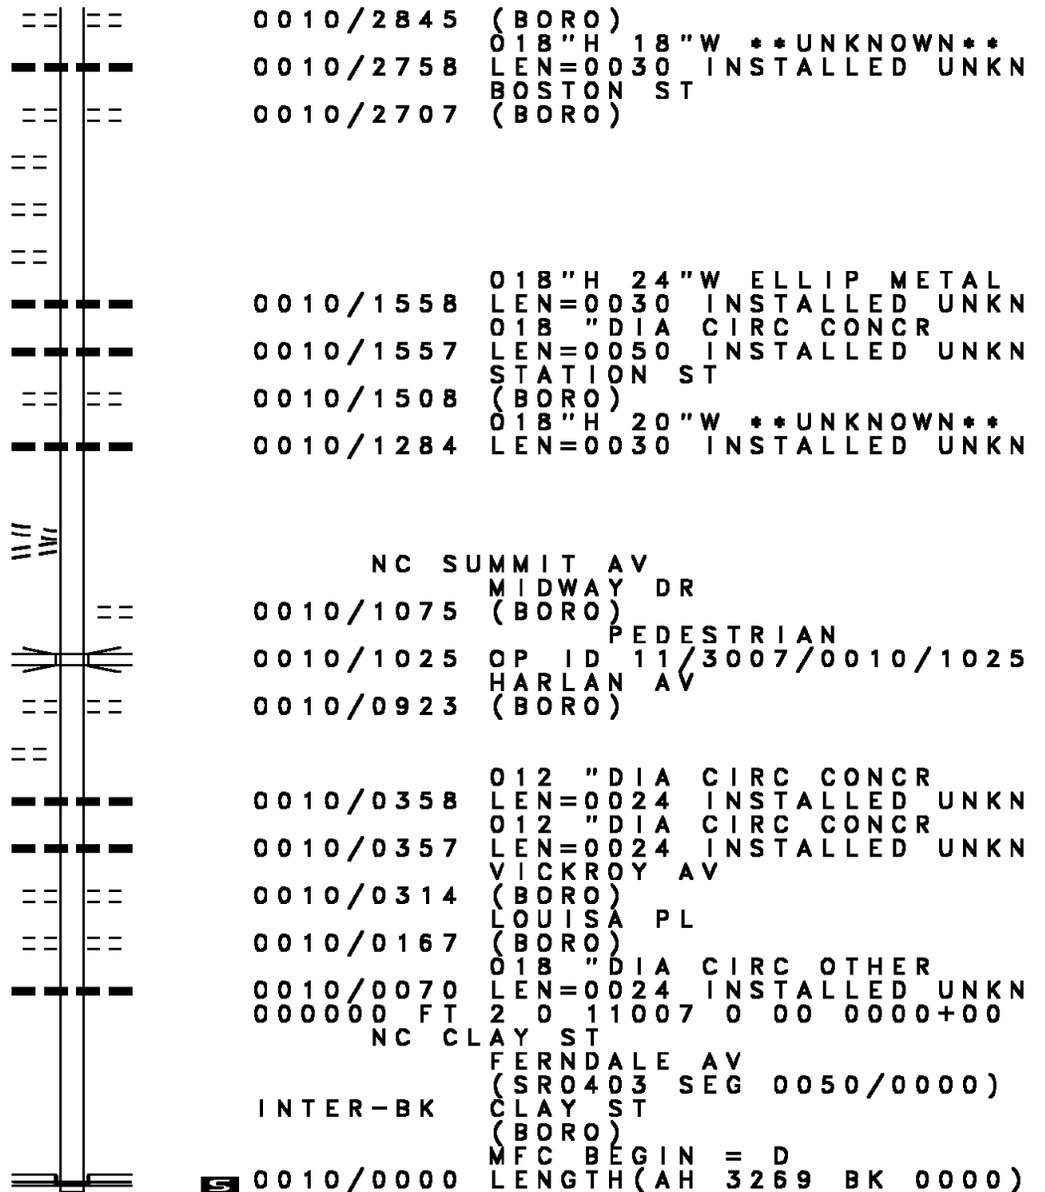 0010/2845 (BORO)
018"H 18"W **UNKNOWN**
0010/2758 LEN=0030 INSTALLED UNKN
BOSTON ST
0010/2707 (BORO)
018"H 24"W ELLIP METAL
0010/1558 LEN=0030 INSTALLED UNKN
018 "DIA CIRC CONCR
0010/1557 LEN=0050 INSTALLED UNKN
STATION ST
0010/1508 (BORO)
018"H 20"W **UNKNOWN**
0010/1284 LEN=0030 INSTALLED UNKN
NC SUMMIT AV
MIDWAY DR
0010/1075 (BORO)
PEDESTRIAN
0010/1025 OP ID 11/3007/0010/1025
HARLAN AV
0010/0923 (BORO)
012 "DIA CIRC CONCR
0010/0358 LEN=0024 INSTALLED UNKN
012 "DIA CIRC CONCR
0010/0357 LEN=0024 INSTALLED UNKN
VICKROY AV
0010/0314 (BORO)
LOUISA PL
0010/0167 (BORO)
018 "DIA CIRC OTHER
0010/0070 LEN=0024 INSTALLED UNKN
000000 FT 2 D 11007 0 00 0000+00
NC CLAY ST
FERNDALE AV
(SR0403 SEG 0050/0000)
INTER-BK CLAY ST
(BORO)
MFC BEGIN = D
S 0010/0000 LENGTH(AH 3269 BK 0000)